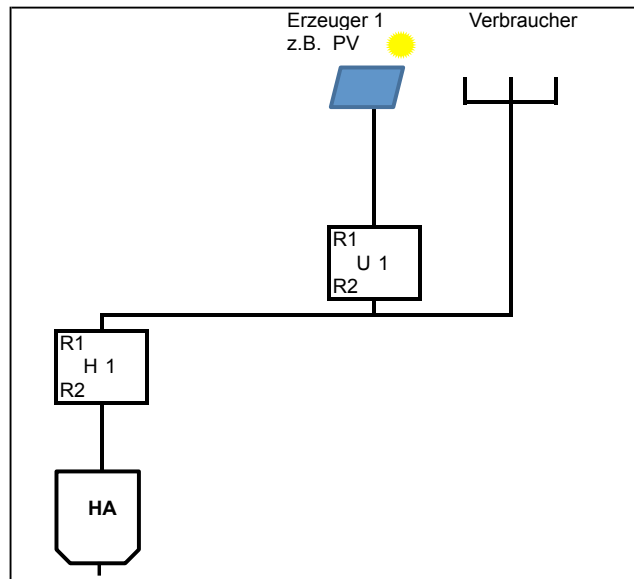 Erzeuger 1
z.B. PV
Verbraucher
R1
U 1
R2
R1
H 1
R2
HA